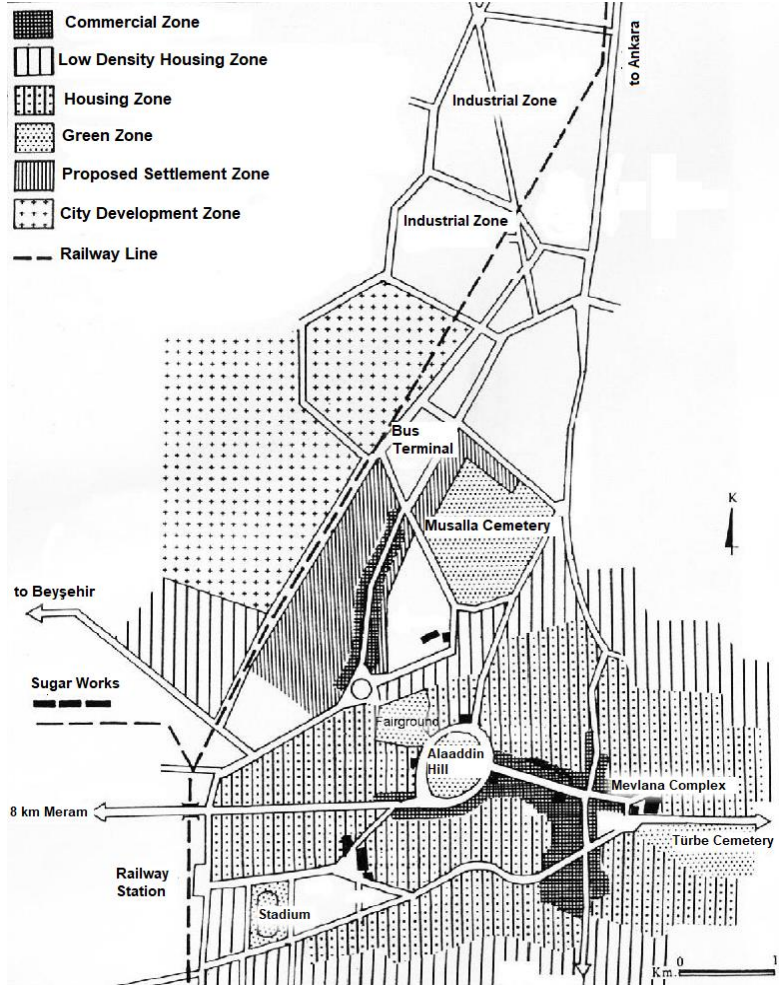 Commercial Zone
Low Density Housing Zone
Housing Zone
Green Zone
Proposed Settlement Zone
City Development Zone
Railway Line
to Ankara
Industrial Zone
Industrial Zone
Bus
Terminal
Musalla Cemetery
K
to Beyşehir
Sugar Works
Fairground
Alaaddin
Hill
Mevlana Complex
8 km Meram
Türbe Cemetery
Railway
Station
Stadium
0 1
Km.